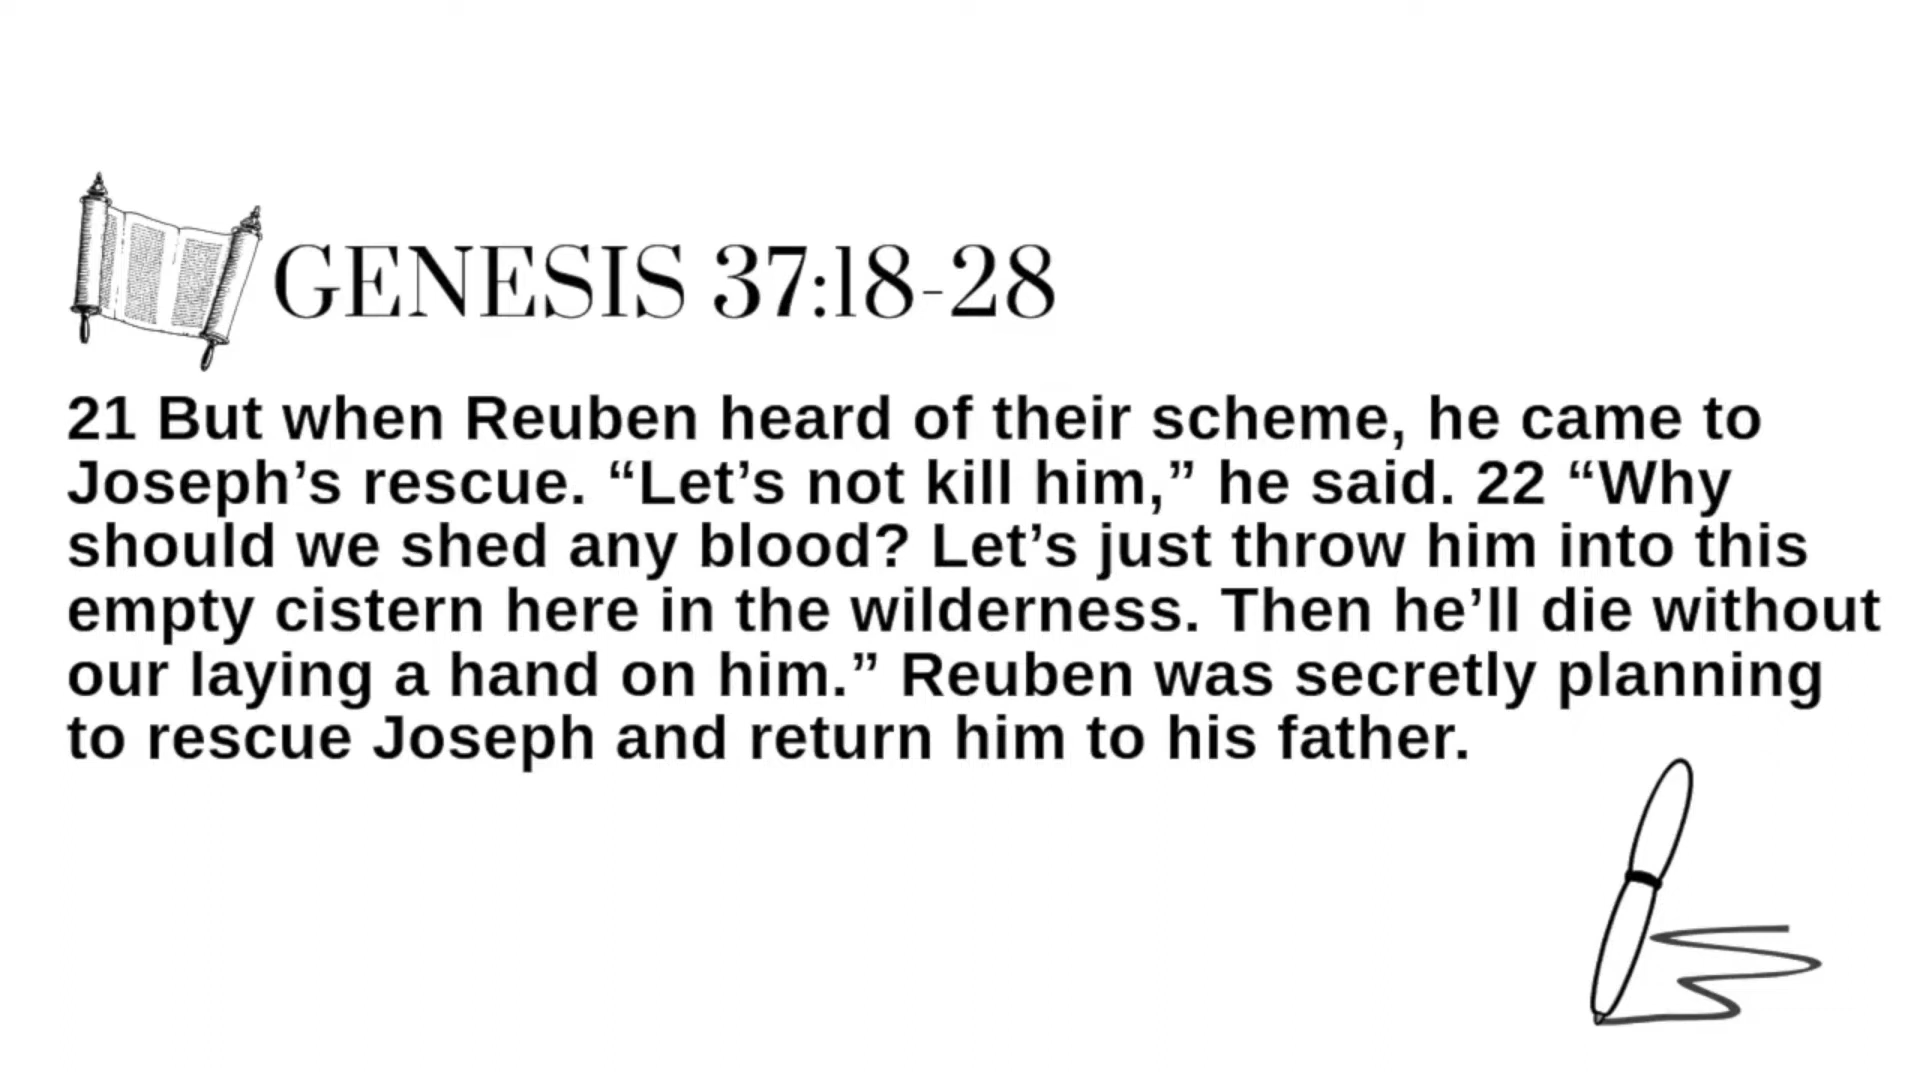 GENESIS 37:18-28
21 But when Reuben heard of their scheme, he came to
Joseph’s rescue. “Let’s not kill him,” he said. 22 “Why
should we shed any blood? Let’s just throw him into this
empty cistern here in the wilderness. Then he’ll die without
our laying a hand on him.” Reuben was secretly planning
to rescue Joseph and return him to his father.